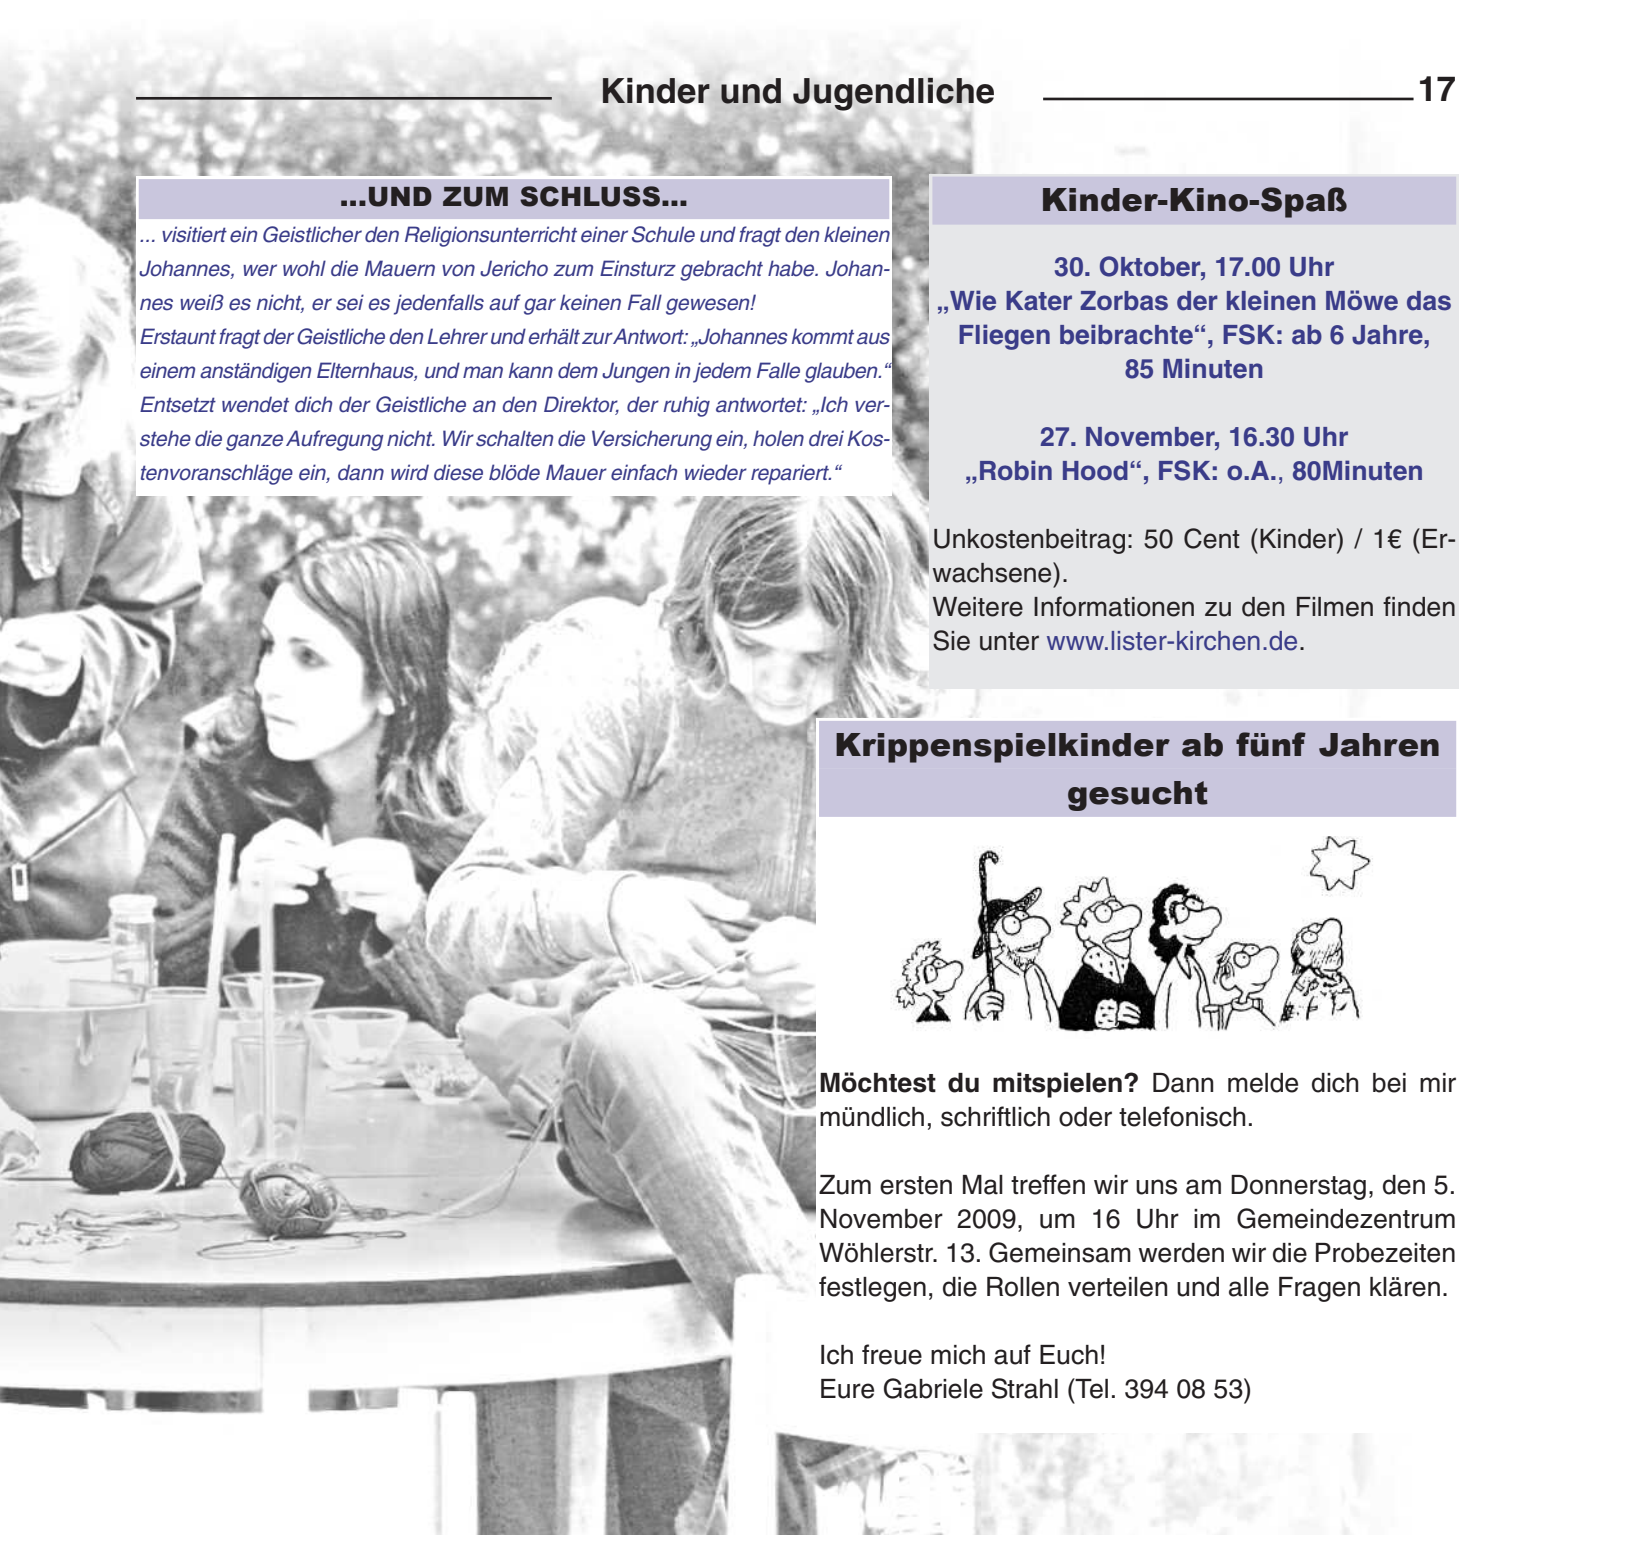 Kinder und Jugendliche 17
...UND ZUM SCHLUSS...
... visitiert ein Geistlicher den Religionsunterricht einer Schule und fragt den kleinen
Johannes, wer wohl die Mauern von Jericho zum Einsturz gebracht habe. Johan-
nes weiß es nicht, er sei es jedenfalls auf gar keinen Fall gewesen!
Erstaunt fragt der Geistliche den Lehrer und erhält zur Antwort: „Johannes kommt aus
einem anständigen Elternhaus, und man kann dem Jungen in jedem Falle glauben.“
Entsetzt wendet dich der Geistliche an den Direktor, der ruhig antwortet: „Ich ver-
stehe die ganze Aufregung nicht. Wir schalten die Versicherung ein, holen drei Kos-
tenvoranschläge ein, dann wird diese blöde Mauer einfach wieder repariert.“
Kinder-Kino-Spaß
30. Oktober, 17.00 Uhr
„Wie Kater Zorbas der kleinen Möwe das
Fliegen beibrachte“, FSK: ab 6 Jahre,
85 Minuten
27. November, 16.30 Uhr
„Robin Hood“, FSK: o.A., 80Minuten
Unkostenbeitrag: 50 Cent (Kinder) / 1€ (Er-
wachsene).
Weitere Informationen zu den Filmen finden
Sie unter www.lister-kirchen.de.
Krippenspielkinder ab fünf Jahren
gesucht
Möchtest du mitspielen? Dann melde dich bei mir
mündlich, schriftlich oder telefonisch.
Zum ersten Mal treffen wir uns am Donnerstag, den 5.
November 2009, um 16 Uhr im Gemeindezentrum
Wöhlerstr. 13. Gemeinsam werden wir die Probezeiten
festlegen, die Rollen verteilen und alle Fragen klären.
Ich freue mich auf Euch!
Eure Gabriele Strahl (Tel. 394 08 53)